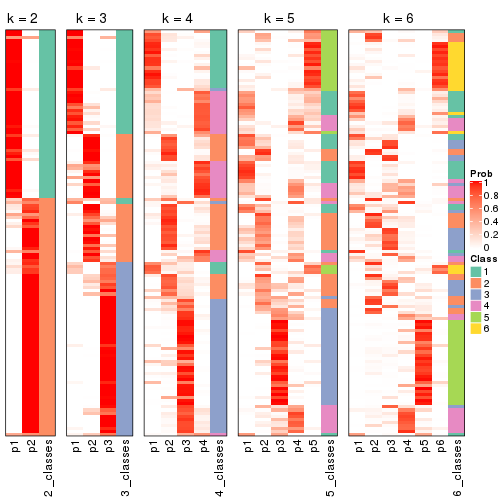 k = 2
k = 3
k = 4
k = 5
k = 6
p1
p2
2_classes
p1
p2
p3
3_classes
p1
p2
p3
p4
4_classes
p1
p2
p3
p4
p5
5_classes
p1
p2
p3
p4
p5
p6
6_classes
Prob
1
0.8
0.6
0.4
0.2
0
Class
1
2
3
4
5
6